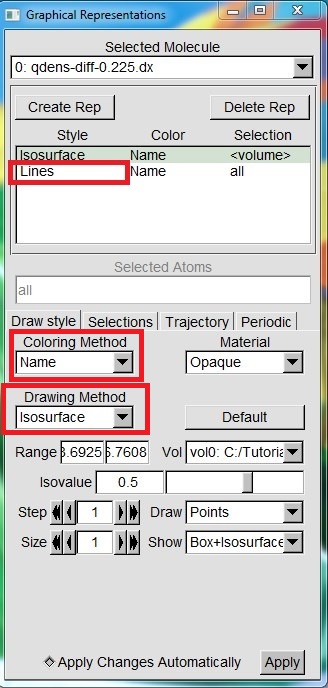 Graphical Representations
Selected Molecule
0: qdens-diff-0.225.dx
Create Rep Delete Rep
Style Color Selection
Isosurface Name <volume>
Lines Name all
Selected Atoms
all
Draw style Selections Trajectory Periodic
Coloring Method Material
Name Opaque
Drawing Method
Isosurface Default
Range 3.6925 6.7608 Vol vol0: C:/Tutoria
Isovalue 0.5
Step 1 Draw Points
Size 1 Show Box+Isosurface
Apply Changes Automatically Apply